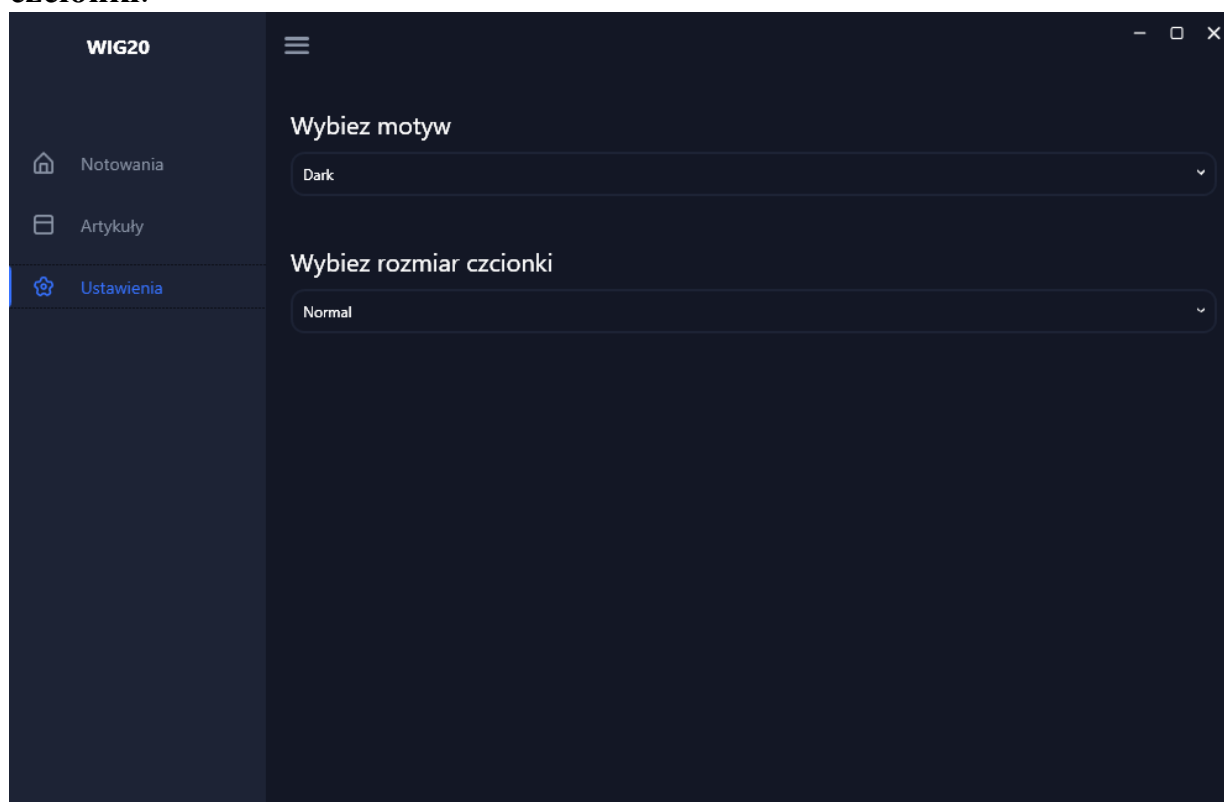 WIG20
Notowania
Artykuły
Ustawienia
Wybiez motyw
Dark
Wybiez rozmiar czcionki
Normal